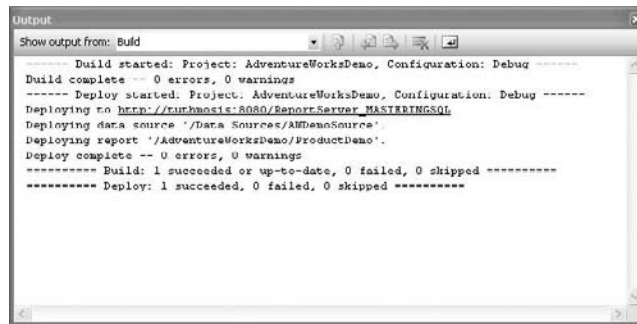 Output
Show output from: Build
------ Build started: Project: AdventureWorksDemo, Configuration: Debug ------
Build complete -- 0 errors, 0 warnings
------ Deploy started: Project: AdventureWorksDemo, Configuration: Debug ------
Deploying to http://tuthmosis:8080/ReportServer_MASTERINGSQL
Deploying data source '/Data Sources/AWDemoSource'.
Deploying report '/AdventureWorksDemo/ProductDemo'.
Deploy complete -- 0 errors, 0 warnings
========== Build: 1 succeeded or up-to-date, 0 failed, 0 skipped ==========
========== Deploy: 1 succeeded, 0 failed, 0 skipped ==========